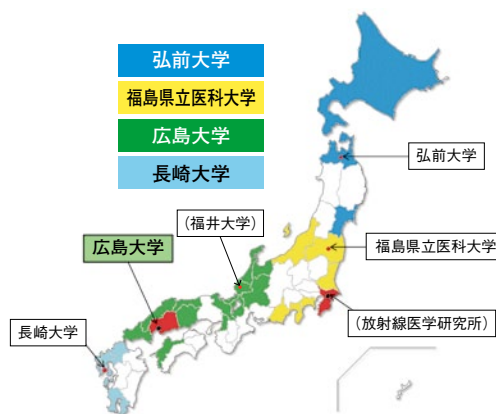 弘前大学
福島県立医科大学
広島大学
長崎大学
弘前大学
(福井大学)
福島県立医科大学
広島大学
(放射線医学研究所)
長崎大学